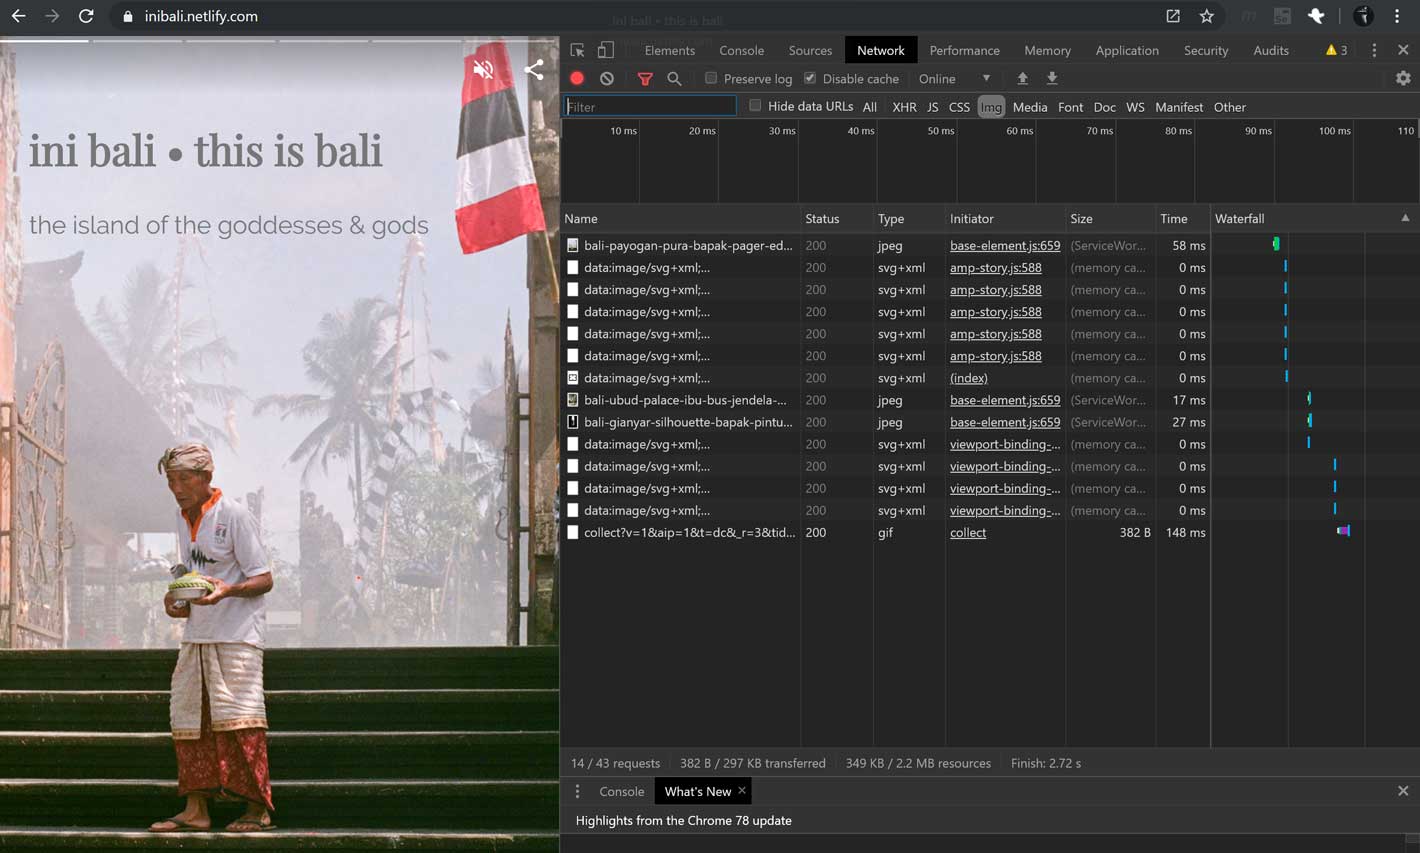 inibali.netlify.com
ini bali • this is bali
the island of the goddesses & gods
Elements Console Sources Network Performance Memory Application Security Audits 3
Preserve log Disable cache Online
Filter Hide data URLs All XHR JS CSS Img Media Font Doc WS Manifest Other
10 ms 20 ms 30 ms 40 ms 50 ms 60 ms 70 ms 80 ms 90 ms 100 ms 110
Name Status Type Initiator Size Time Waterfall
bali-payogan-pura-bapak-pager-ed... 200 jpeg base-element.js:659 (ServiceWor... 58 ms
data:image/svg+xml;... 200 svg+xml amp-story.js:588 (memory ca... 0 ms
data:image/svg+xml;... 200 svg+xml amp-story.js:588 (memory ca... 0 ms
data:image/svg+xml;... 200 svg+xml amp-story.js:588 (memory ca... 0 ms
data:image/svg+xml;... 200 svg+xml amp-story.js:588 (memory ca... 0 ms
data:image/svg+xml;... 200 svg+xml amp-story.js:588 (memory ca... 0 ms
data:image/svg+xml;... 200 svg+xml (index) (memory ca... 0 ms
bali-ubud-palace-ibu-bus-jendela-... 200 jpeg base-element.js:659 (ServiceWor... 17 ms
bali-gianyar-silhouette-bapak-pintu... 200 jpeg base-element.js:659 (ServiceWor... 27 ms
data:image/svg+xml;... 200 svg+xml viewport-binding-... (memory ca... 0 ms
data:image/svg+xml;... 200 svg+xml viewport-binding-... (memory ca... 0 ms
data:image/svg+xml;... 200 svg+xml viewport-binding-... (memory ca... 0 ms
data:image/svg+xml;... 200 svg+xml viewport-binding-... (memory ca... 0 ms
collect?v=1&aip=1&t=dc&_r=3&tid... 200 gif collect 382 B 148 ms
14 / 43 requests 382 B / 297 KB transferred 349 KB / 2.2 MB resources Finish: 2.72 s
Console What's New
Highlights from the Chrome 78 update